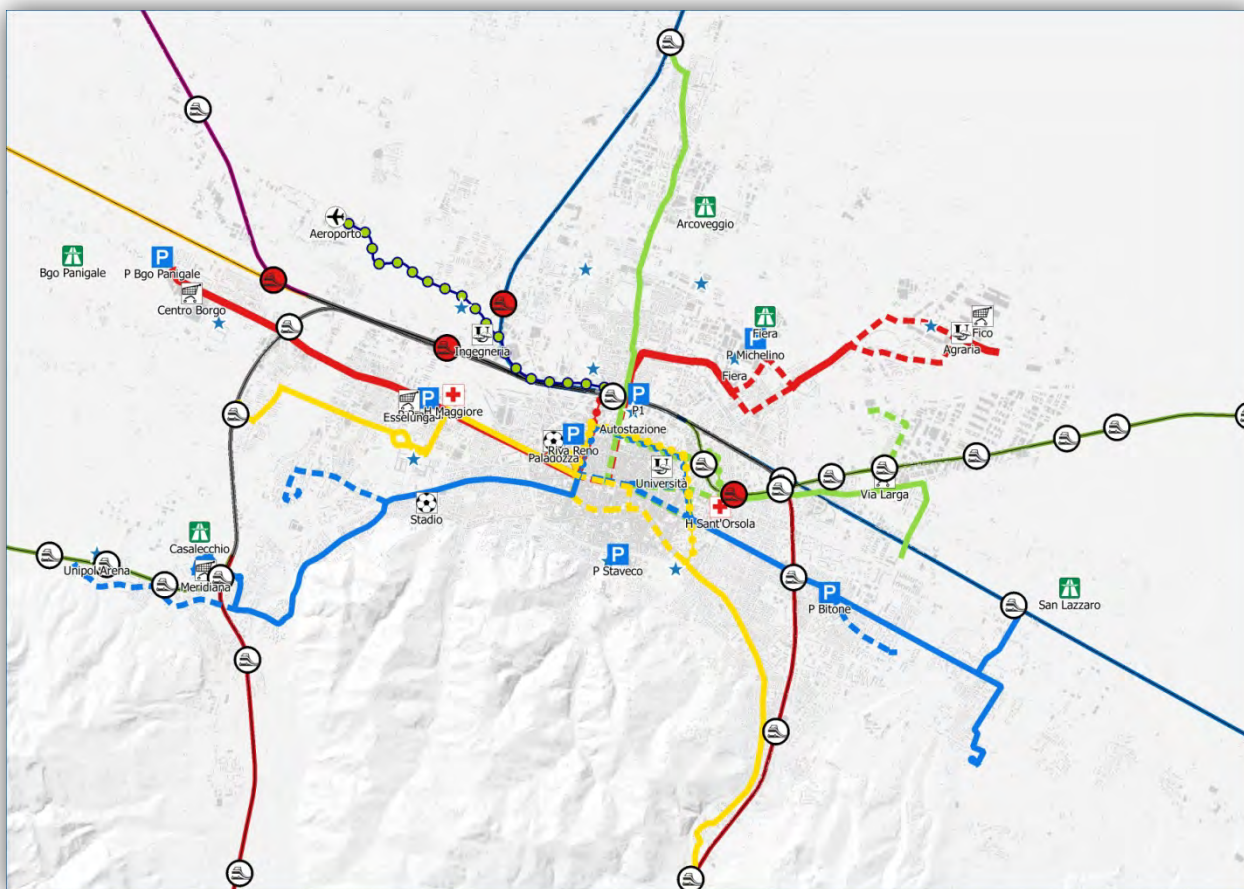 Arcoveggio
Aeroporto
Bgo Panigale
P
P Bgo Panigale
Centro Borgo
Fiera
P
P Michelino
Fiera
U
Agraria
Fico
U
Ingegneria
P
H Maggiore
Esselunga
P
P1
Autostazione
P
Riva Reno
Paladozza
U
Università
Via Larga
H Sant'Orsola
Stadio
Casalecchio
Unipol Arena
Meridiana
P
P Staveco
P
P Bitone
San Lazzaro